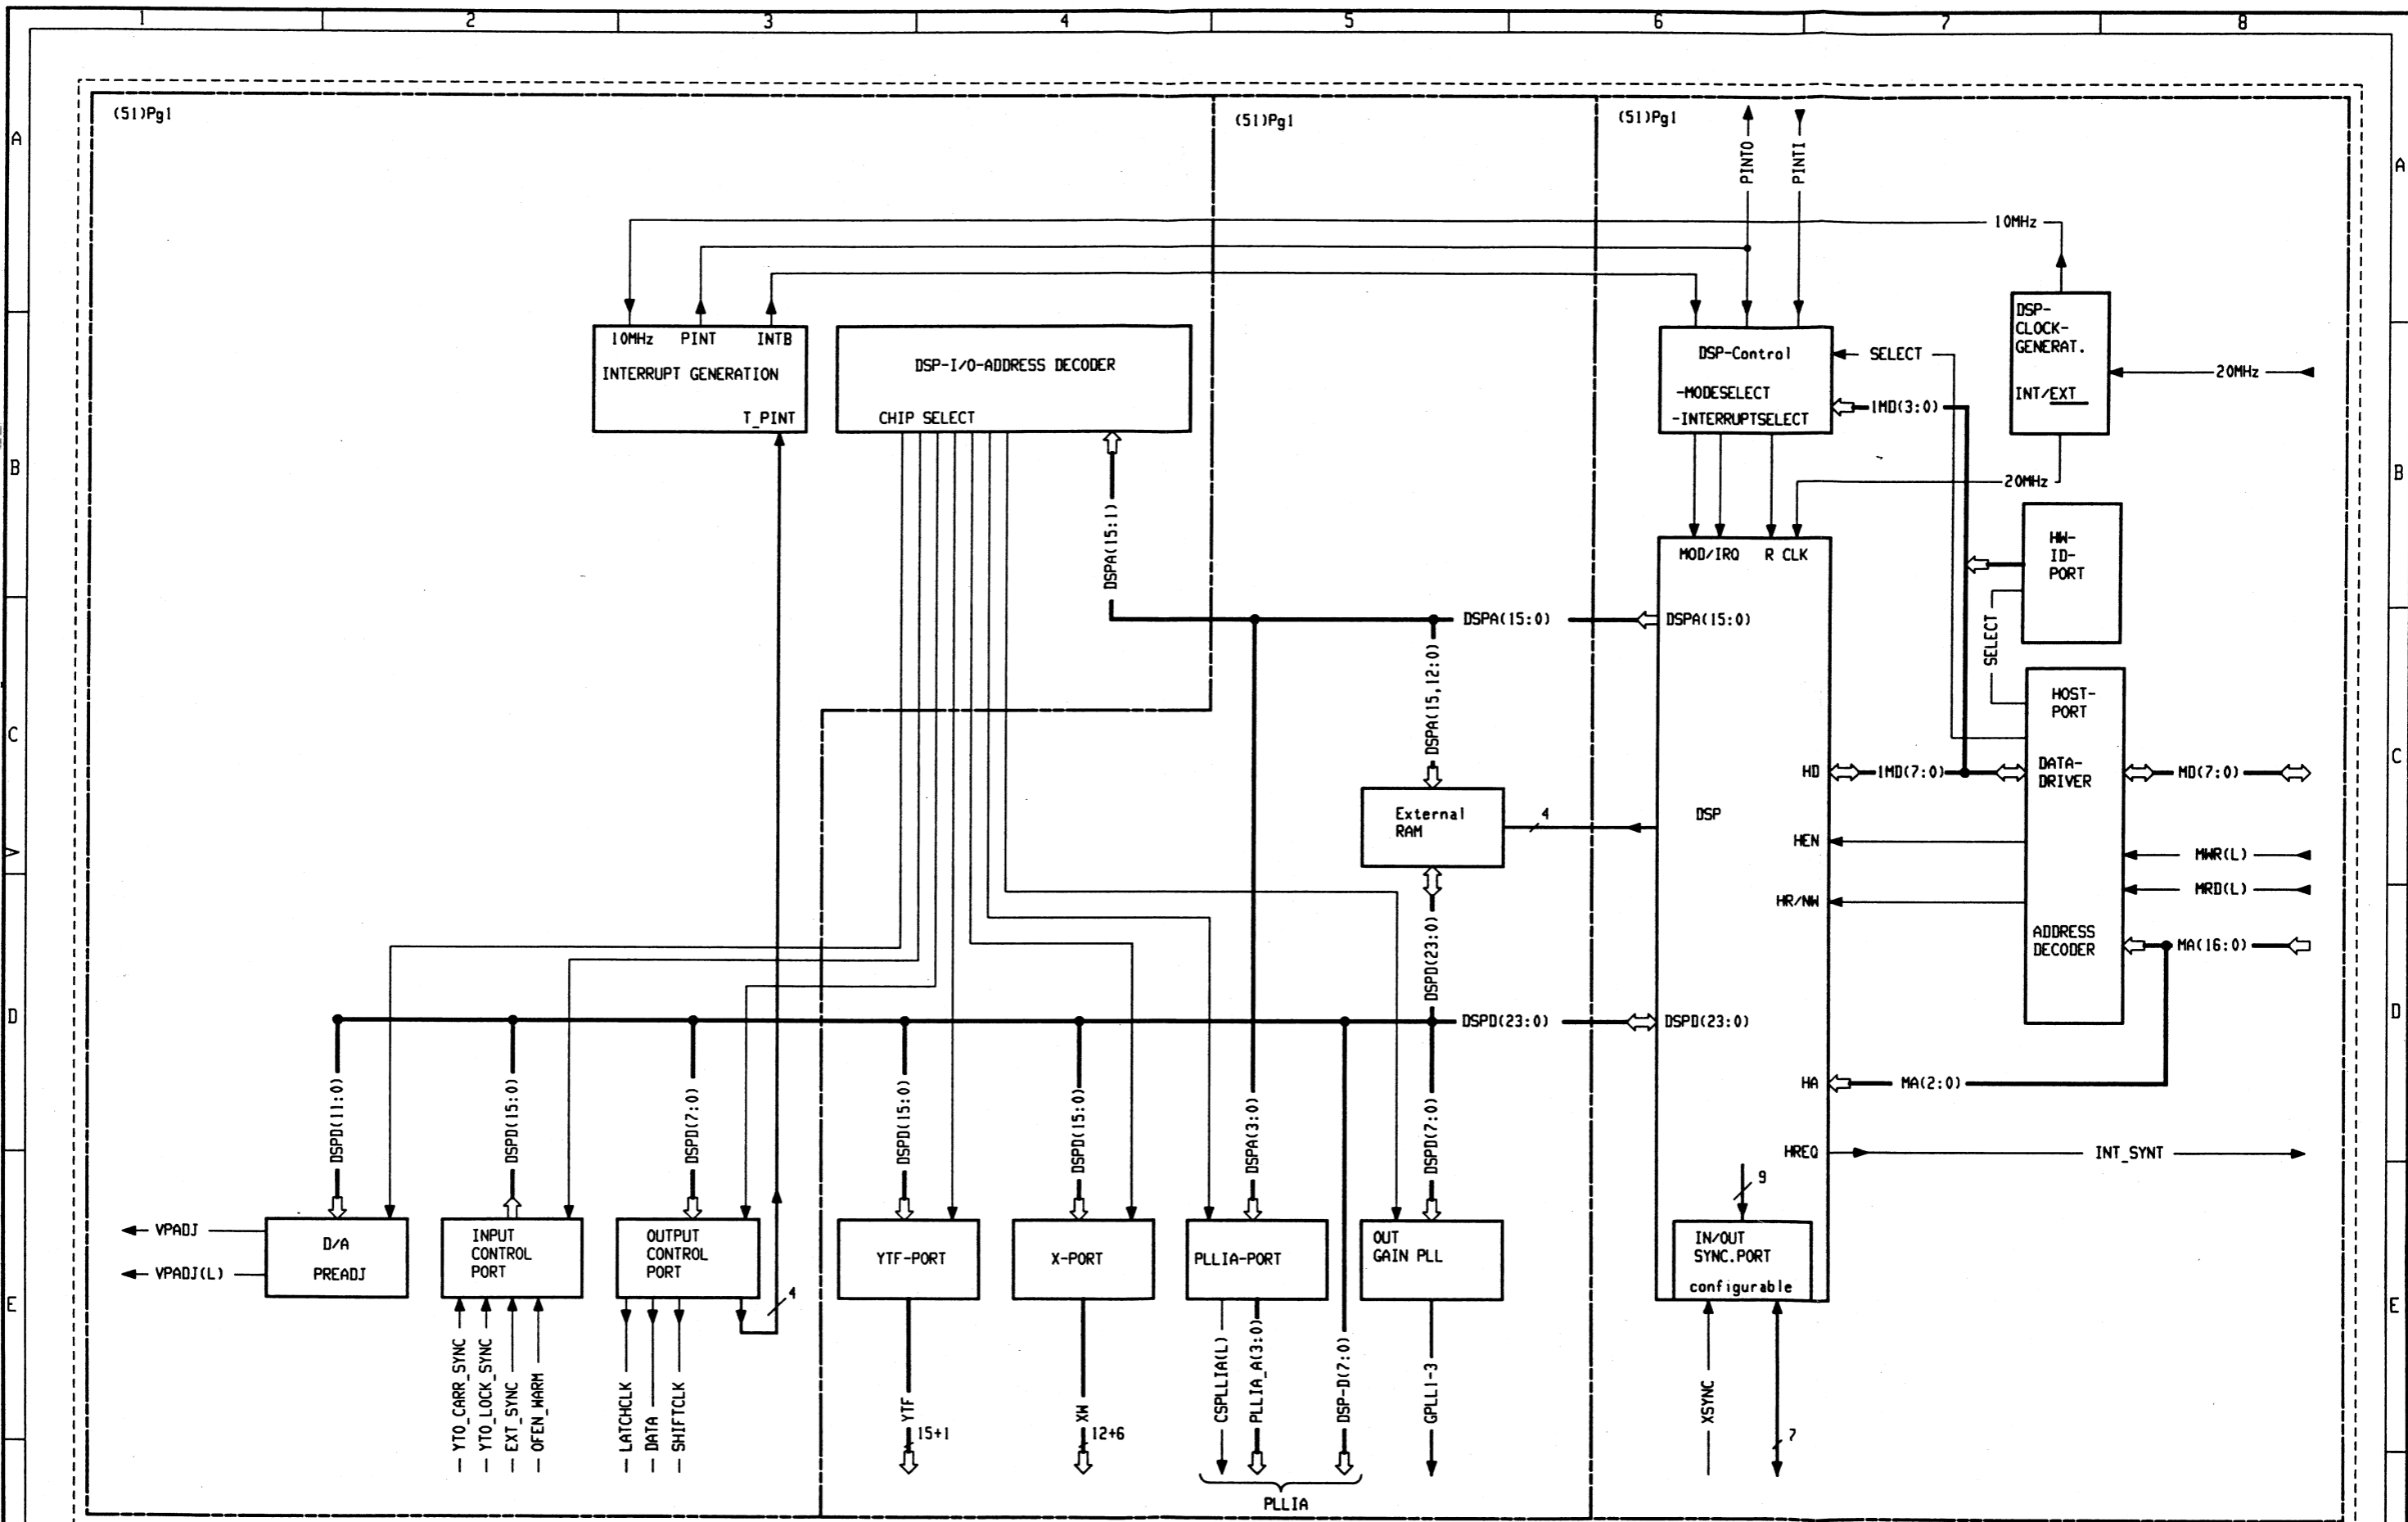 1 2 3 4 5 6 7 8
A
B
C
D
E
A
B
C
D
E
(51)Pg1
(51)Pg1
(51)Pg1
PINTO
PINTI
10MHz
10MHz PINT INTB
INTERRUPT GENERATION
T_PINT
DSP-I/O-ADDRESS DECODER
CHIP SELECT
DSP-Control
-MODESELECT
-INTERRUPTSELECT
SELECT
1MD(3:0)
DSP-
CLOCK-
GENERAT.
INT/EXT
20MHz
20MHz
DSPA(15:1)
MOD/IRQ R CLK
HW-
ID-
PORT
SELECT
DSPA(15:0)
DSPA(15:0)
DSPA(15,12:0)
HOST-
PORT
DATA-
DRIVER
ADDRESS
DECODER
HD
1MD(7:0)
MD(7:0)
External
RAM
4
DSP
HEN
MWR(L)
MRD(L)
HR/NW
MA(16:0)
DSPD(23:0)
DSPD(23:0)
DSPD(23:0)
HA
MA(2:0)
HREQ
INT_SYNT
9
DSPD(11:0)
DSPD(15:0)
DSPD(7:0)
DSPD(15:0)
DSPD(15:0)
DSPA(3:0)
DSPD(7:0)
VPADJ
VPADJ(L)
D/A
PREADJ
INPUT
CONTROL
PORT
OUTPUT
CONTROL
PORT
4
YTF-PORT
X-PORT
PLLIA-PORT
OUT
GAIN PLL
IN/OUT
SYNC.PORT
configurable
YTO_CARR_SYNC
YTO_LOCK_SYNC
EXT_SYNC
OFEN_WARM
LATCHCLK
DATA
SHIFTCLK
YTF
15+1
XW
12+6
CSPLLIA(L)
PLLIA_A(3:0)
DSP-D(7:0)
GPLL1-3
XSYNC
7
PLLIA